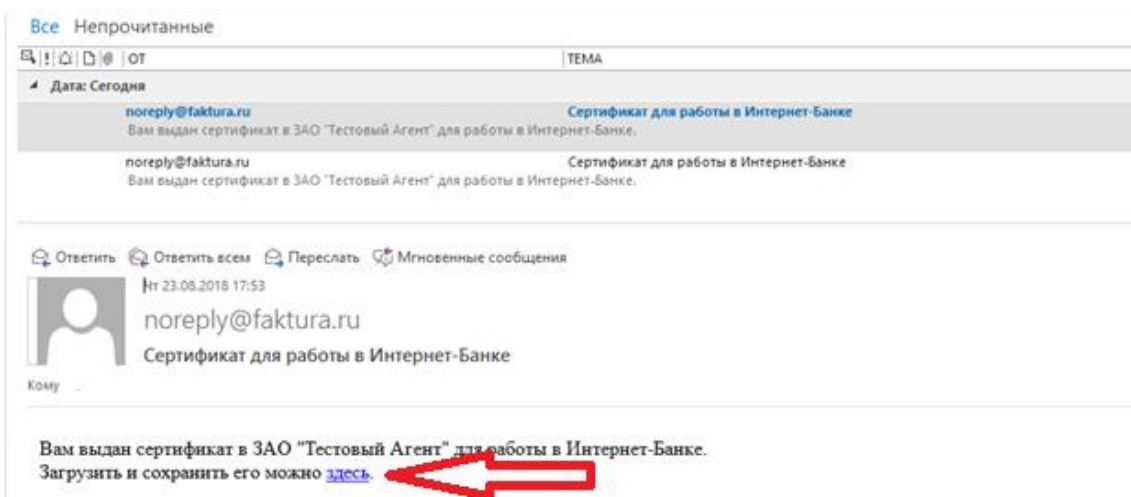 Все Непрочитанные
ОТ ТЕМА
Дата: Сегодня
noreply@faktura.ru Сертификат для работы в Интернет-Банке
Вам выдан сертификат в ЗАО "Тестовый Агент" для работы в Интернет-Банке.
noreply@faktura.ru Сертификат для работы в Интернет-Банке
Вам выдан сертификат в ЗАО "Тестовый Агент" для работы в Интернет-Банке.
Ответить Ответить всем Переслать Мгновенные сообщения
Чт 23.08.2018 17:53
noreply@faktura.ru
Сертификат для работы в Интернет-Банке
Кому
Вам выдан сертификат в ЗАО "Тестовый Агент" для работы в Интернет-Банке.
Загрузить и сохранить его можно здесь.